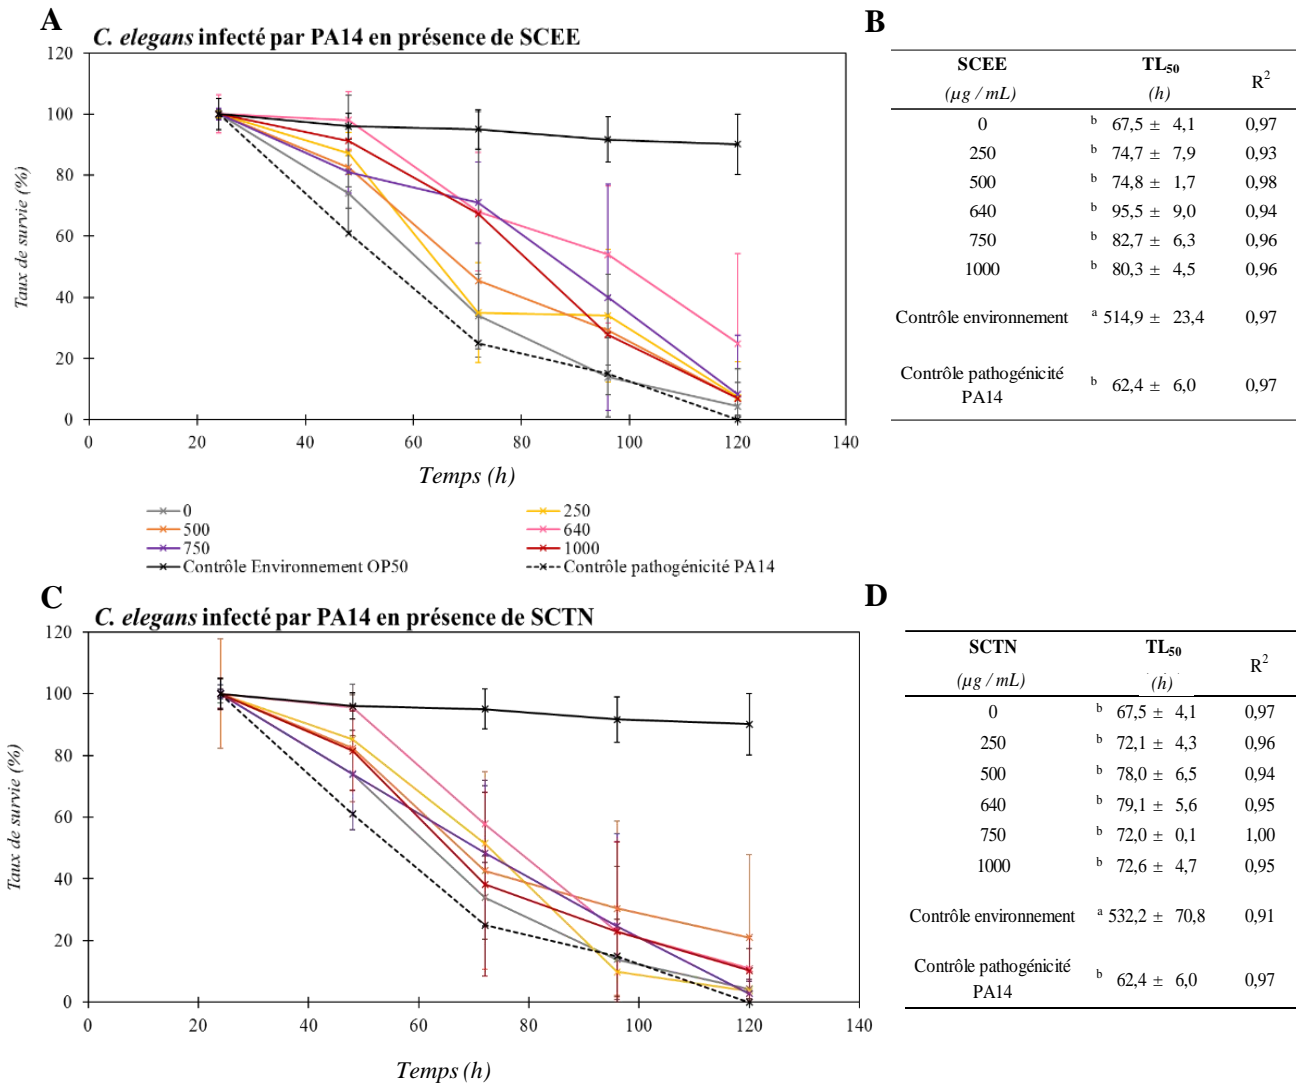 A
C. elegans infecté par PA14 en présence de SCEE
120
100
80
60
40
20
0
Taux de survie (%)
0 20 40 60 80 100 120 140
Temps (h)
0 250
500 640
750 1000
Contrôle Environnement OP50 Contrôle pathogénicité PA14
B
SCEE TL50 R2
(µg / mL) (h)
0 b 67,5 ± 4,1 0,97
250 b 74,7 ± 7,9 0,93
500 b 74,8 ± 1,7 0,98
640 b 95,5 ± 9,0 0,94
750 b 82,7 ± 6,3 0,96
1000 b 80,3 ± 4,5 0,96
Contrôle environnement a 514,9 ± 23,4 0,97
Contrôle pathogénicité
PA14 b 62,4 ± 6,0 0,97
C
C. elegans infecté par PA14 en présence de SCTN
120
100
80
60
40
20
0
Taux de survie (%)
0 20 40 60 80 100 120 140
Temps (h)
D
SCTN TL50 R2
(µg / mL) (h)
0 b 67,5 ± 4,1 0,97
250 b 72,1 ± 4,3 0,96
500 b 78,0 ± 6,5 0,94
640 b 79,1 ± 5,6 0,95
750 b 72,0 ± 0,1 1,00
1000 b 72,6 ± 4,7 0,95
Contrôle environnement a 532,2 ± 70,8 0,91
Contrôle pathogénicité
PA14 b 62,4 ± 6,0 0,97